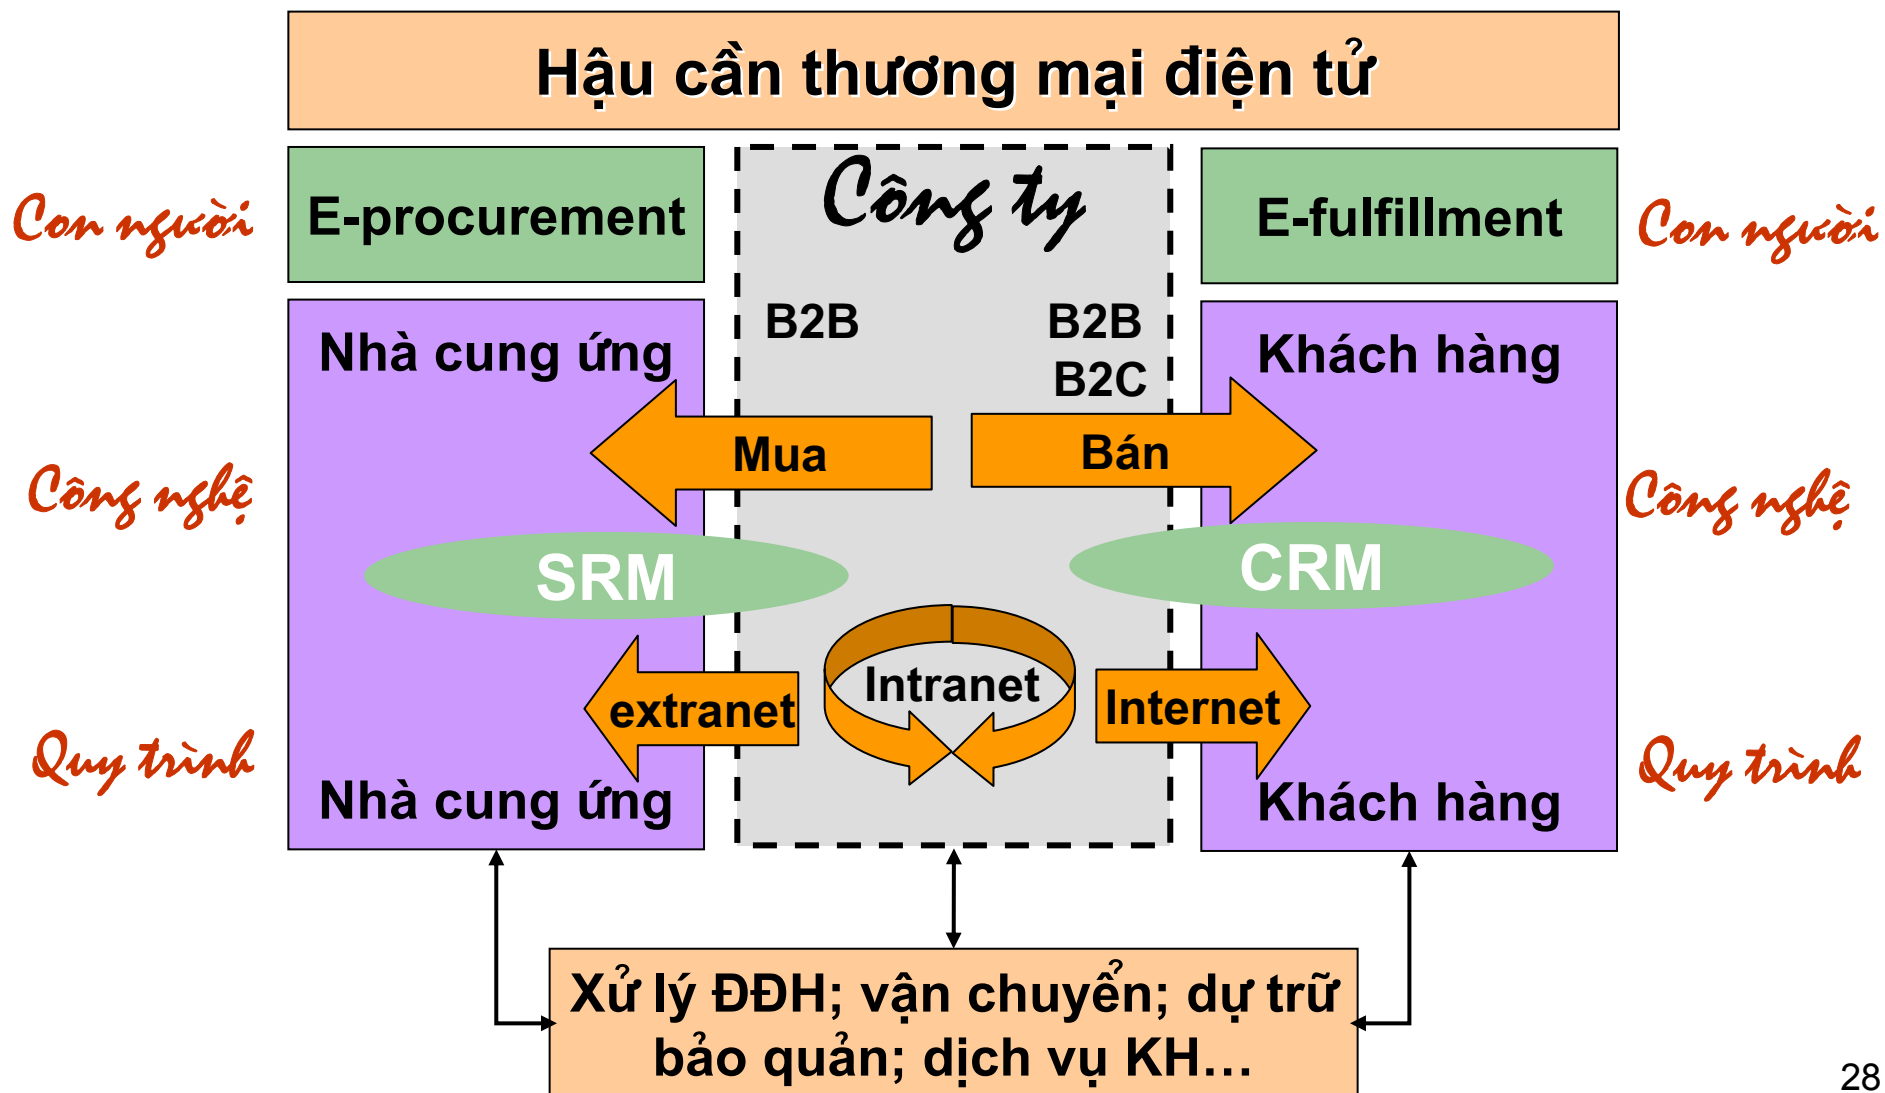 Hậu cần thương mại điện tử
Con người
E-procurement
Công ty
E-fulfillment
Con người
Nhà cung ứng
B2B
B2B
B2C
Khách hàng
Mua
Bán
Công nghệ
Công nghệ
SRM
CRM
extranet
Intranet
Internet
Quy trình
Quy trình
Nhà cung ứng
Khách hàng
Xử lý ĐĐH; vận chuyển; dự trữ
bảo quản; dịch vụ KH…
28